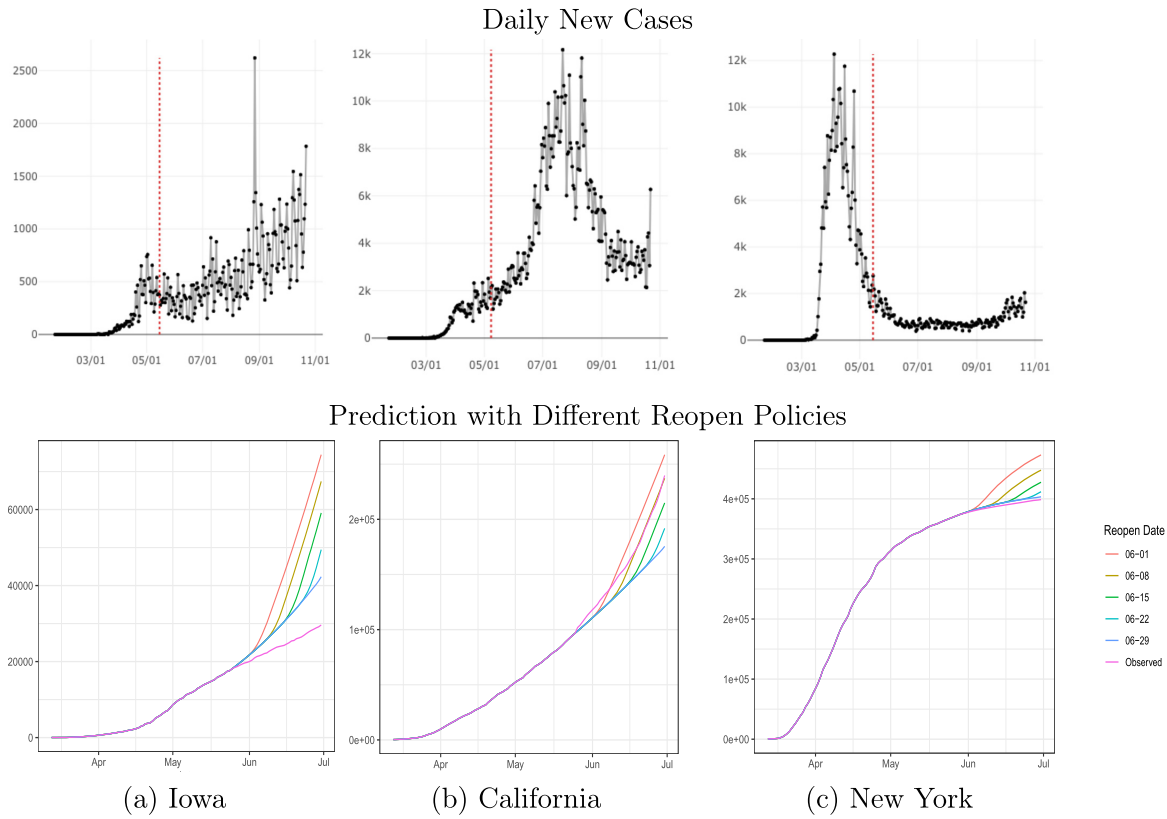 Daily New Cases
2500
2000
1500
1000
500
0
03/01 05/01 07/01 09/01 11/01
12k
10k
8k
6k
4k
2k
0
03/01 05/01 07/01 09/01 11/01
12k
10k
8k
6k
4k
2k
0
03/01 05/01 07/01 09/01 11/01
Prediction with Different Reopen Policies
60000
40000
20000
0
Apr May Jun Jul
2e+05
1e+05
0e+00
Apr May Jun Jul
4e+05
3e+05
2e+05
1e+05
0e+00
Apr May Jun Jul
Reopen Date
06−01
06−08
06−15
06−22
06−29
Observed
(a) Iowa
(b) California
(c) New York